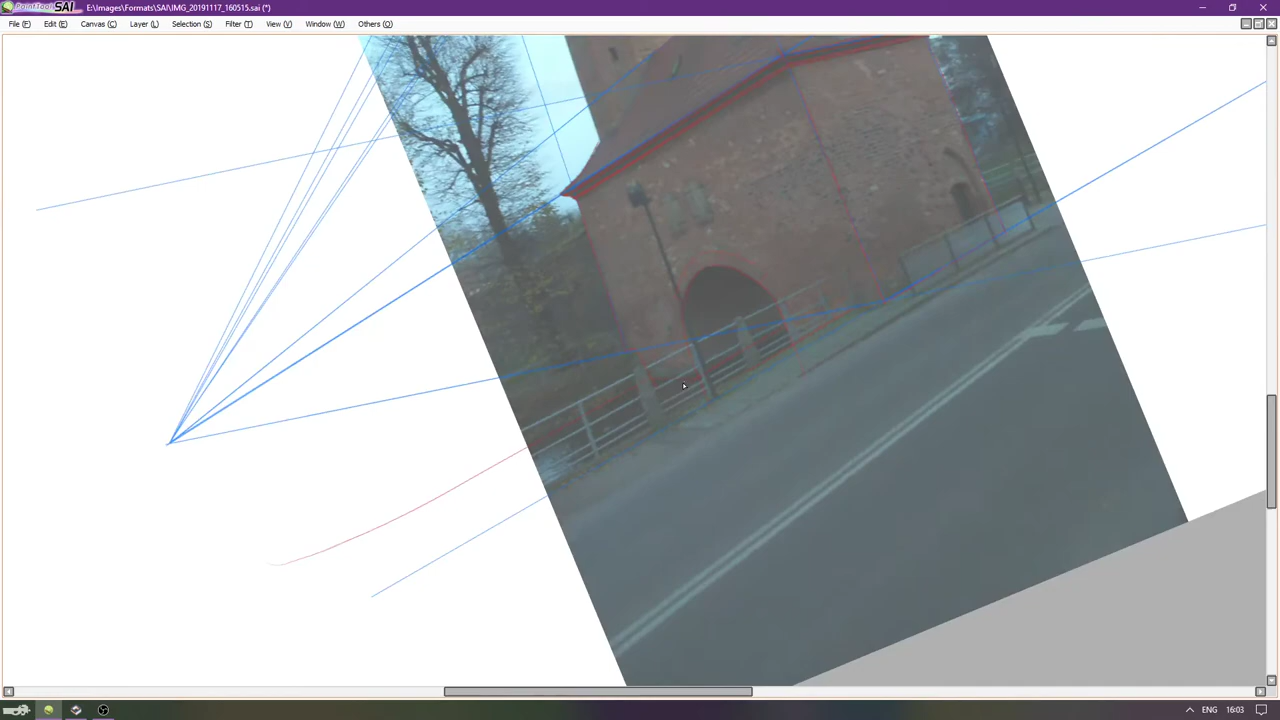 PaintTool SAI E:\Images\Formats\SAI\IMG_20191117_160515.sai (*)
File (F) Edit (E) Canvas (C) Layer (L) Selection (S) Filter (T) View (V) Window (W) Others (O)
ENG 16:03